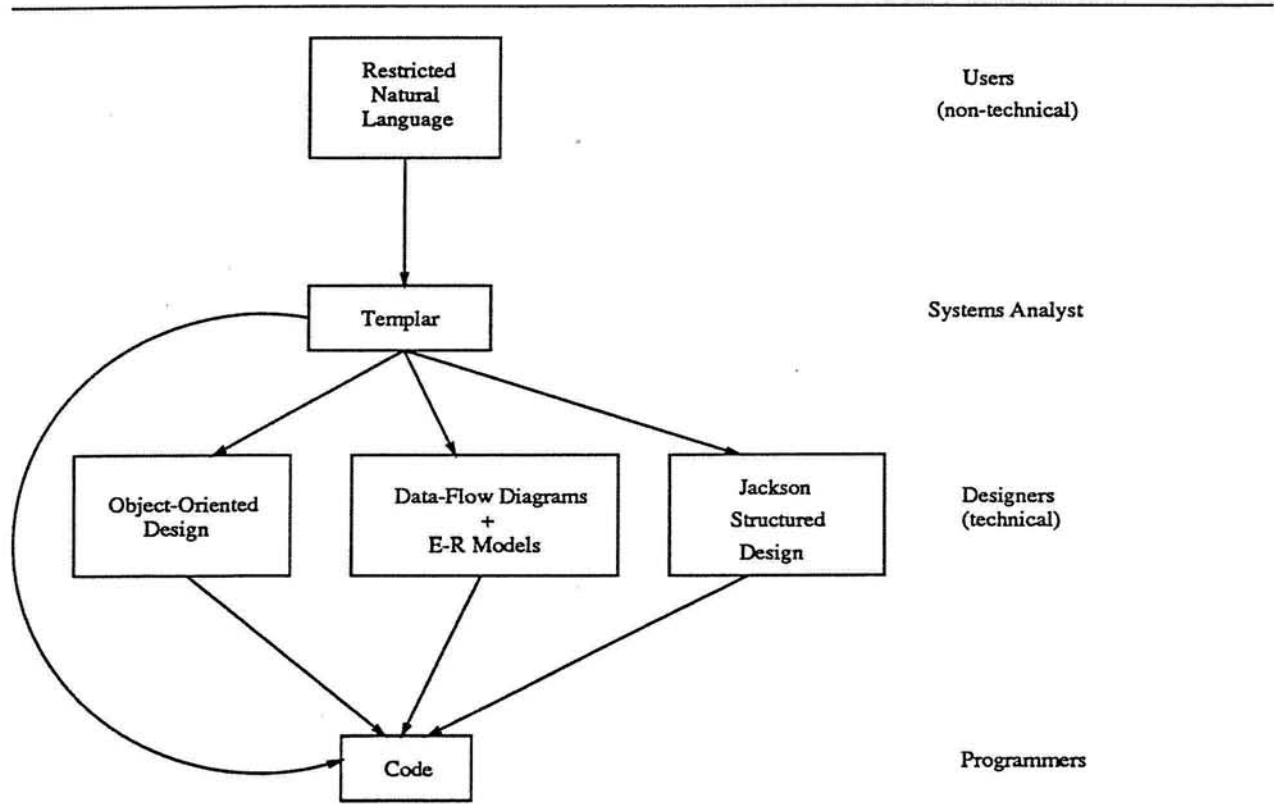 Restricted
Natural
Language
Users
(non-technical)
Templar
Systems Analyst
Object-Oriented
Design
Data-Flow Diagrams
+
E-R Models
Jackson
Structured
Design
Designers
(technical)
Code
Programmers